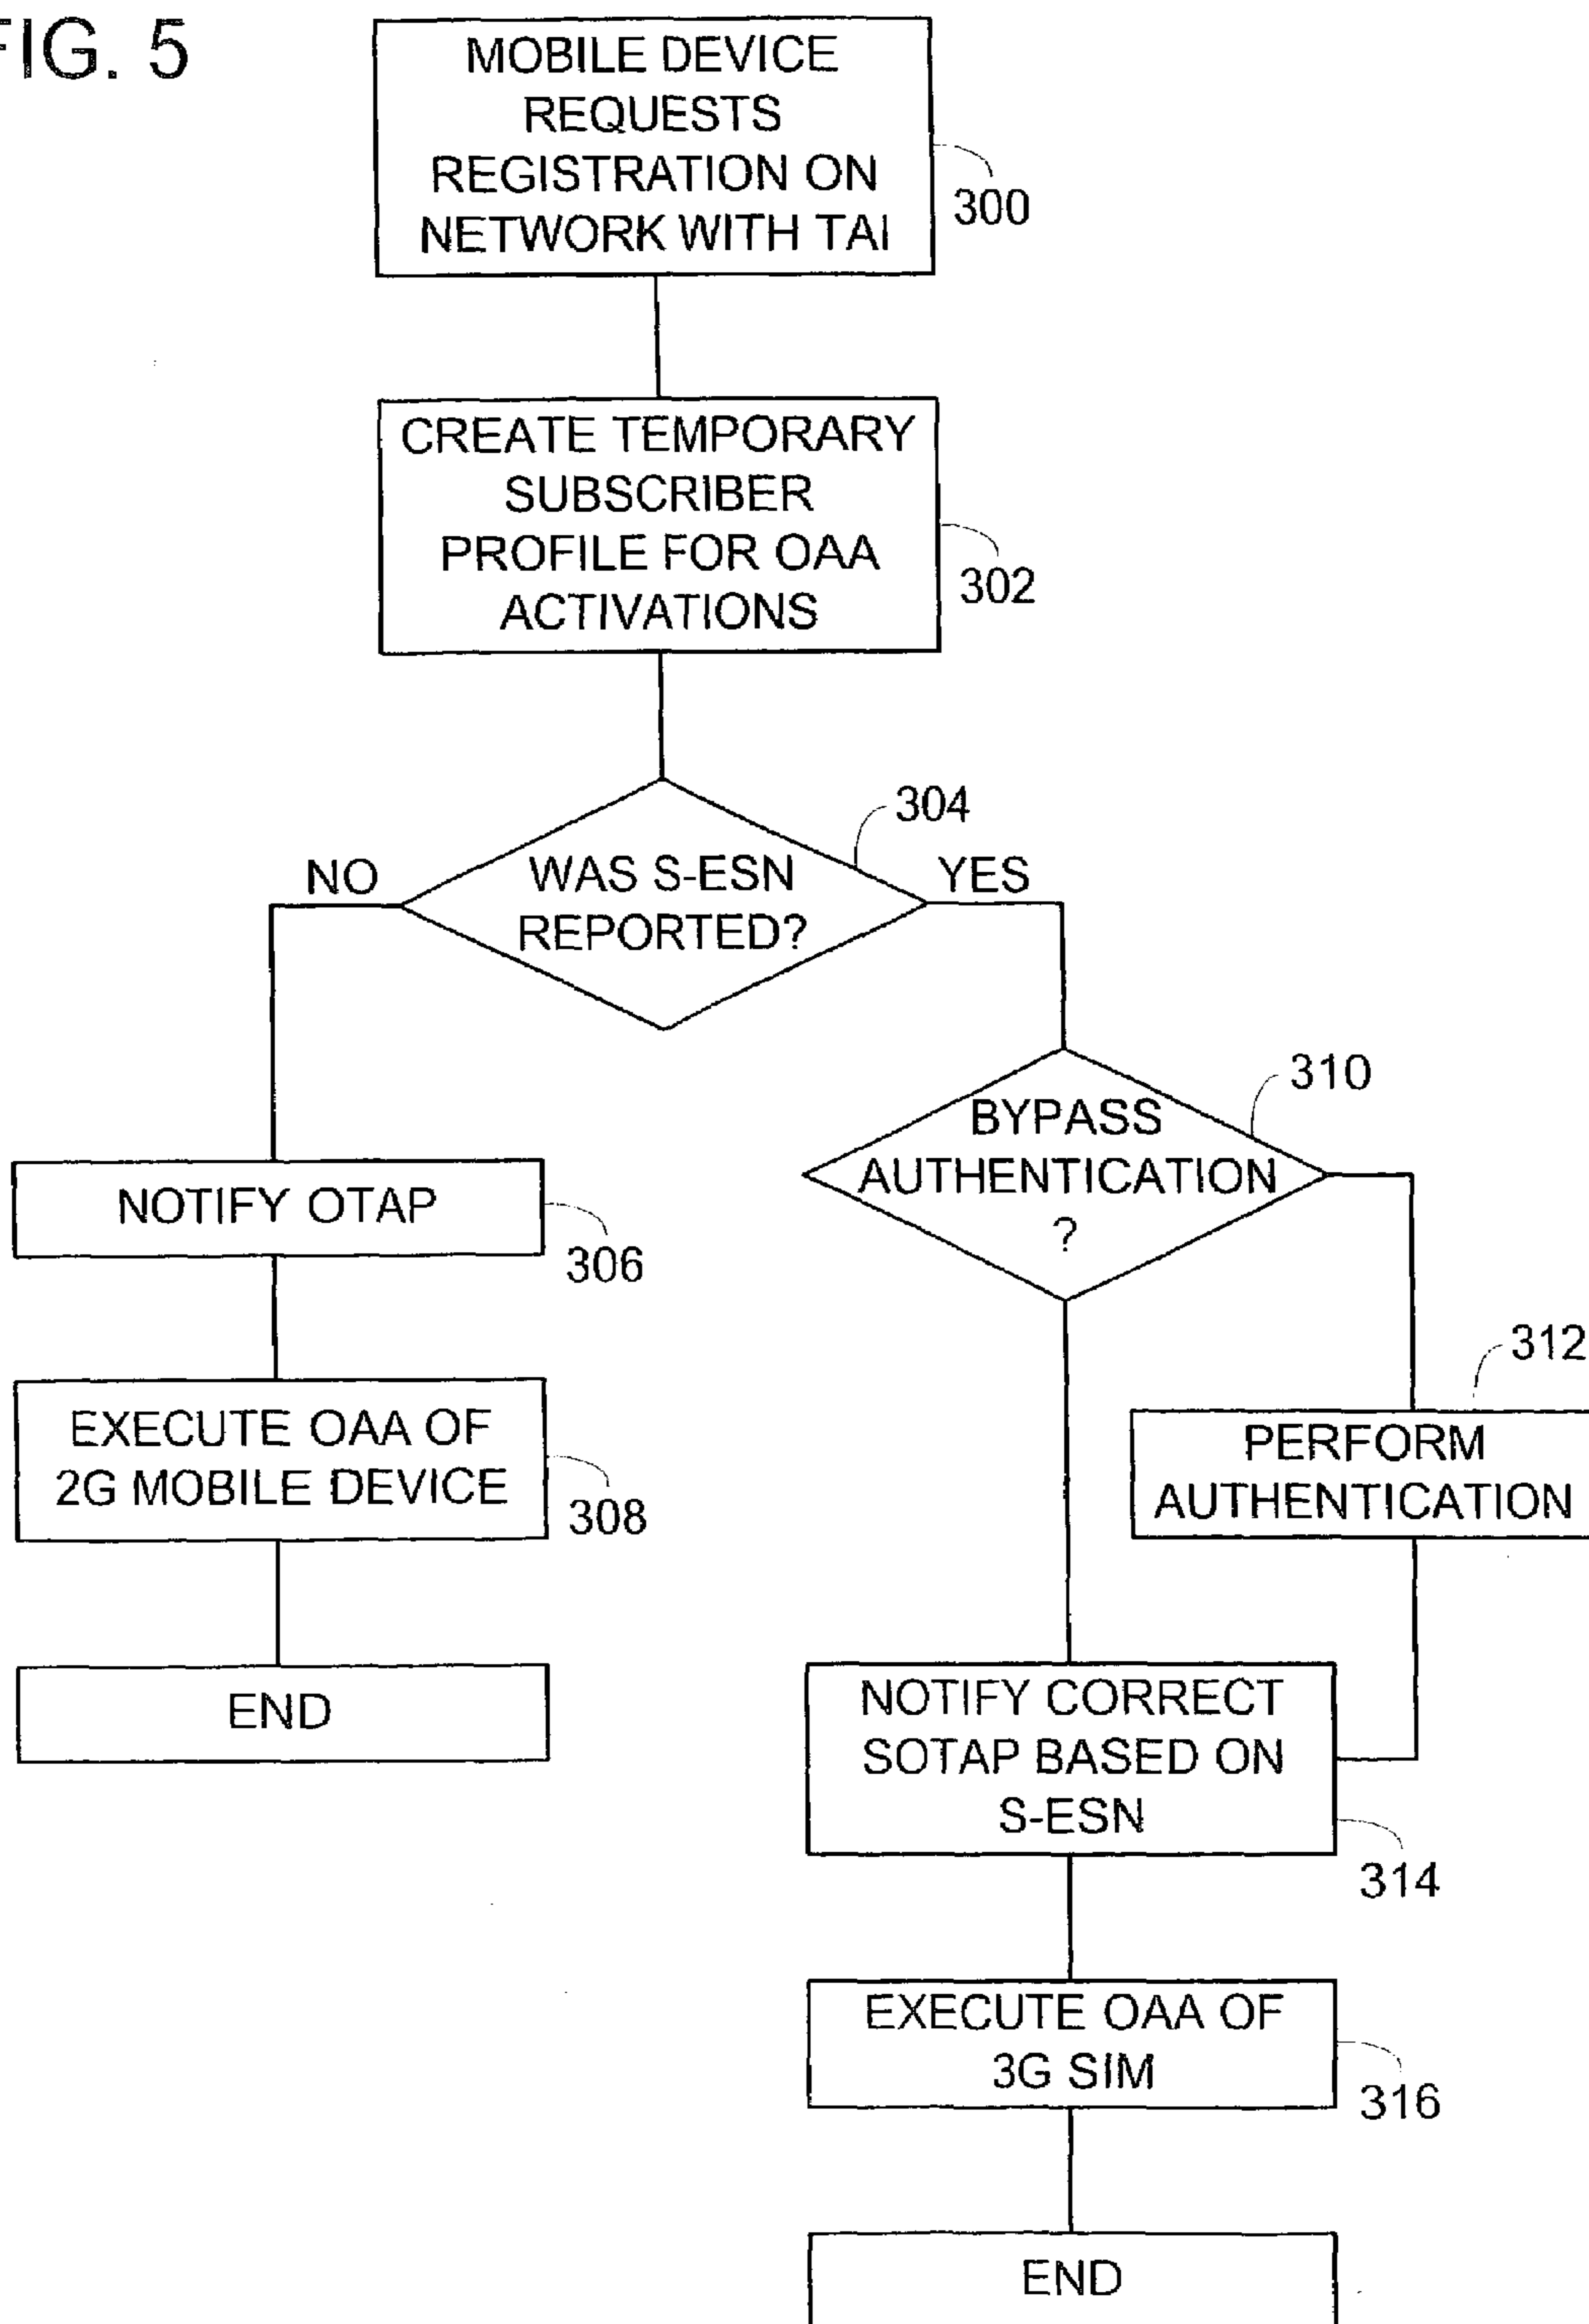 FIG. 5
MOBILE DEVICE
REQUESTS
REGISTRATION ON
NETWORK WITH TAI
300
CREATE TEMPORARY
SUBSCRIBER
PROFILE FOR OAA
ACTIVATIONS
302
304
NO
WAS S-ESN
REPORTED?
YES
310
BYPASS
AUTHENTICATION
?
NOTIFY OTAP
306
312
PERFORM
AUTHENTICATION
EXECUTE OAA OF
2G MOBILE DEVICE
308
END
NOTIFY CORRECT
SOTAP BASED ON
S-ESN
314
EXECUTE OAA OF
3G SIM
316
END